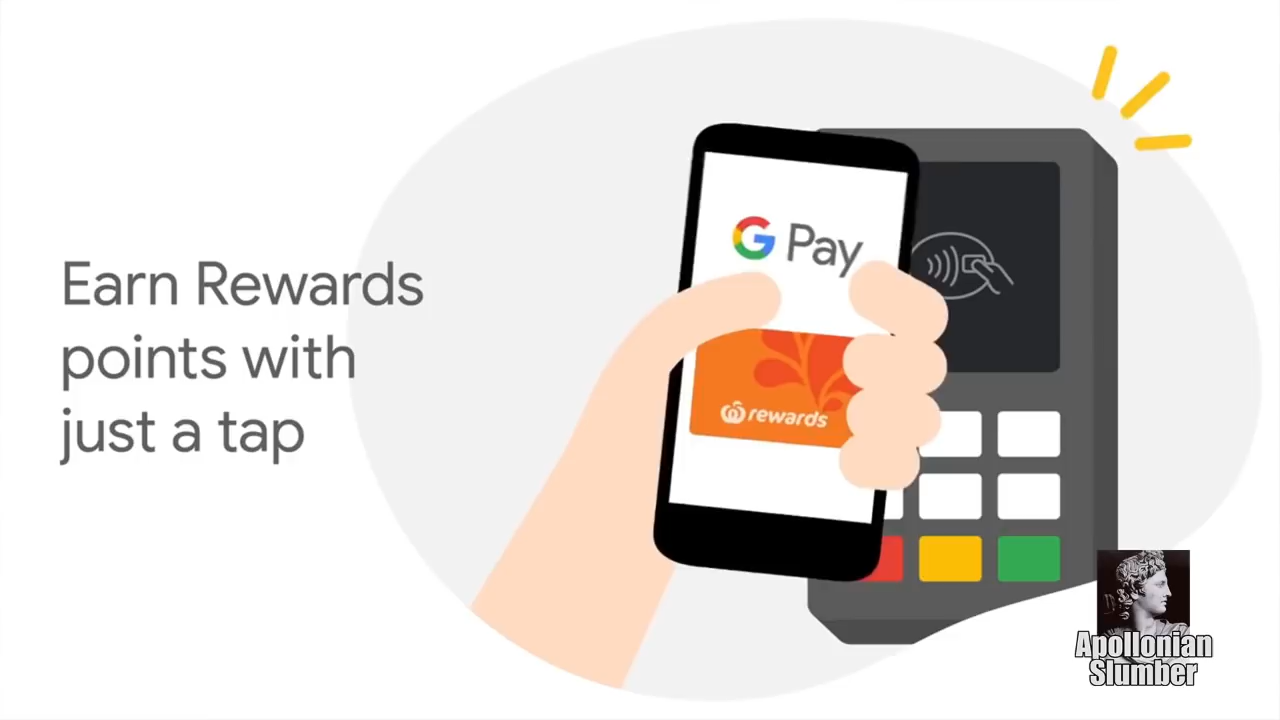 Earn Rewards
points with
just a tap
G Pay
rewards
Apollonian
Slumber